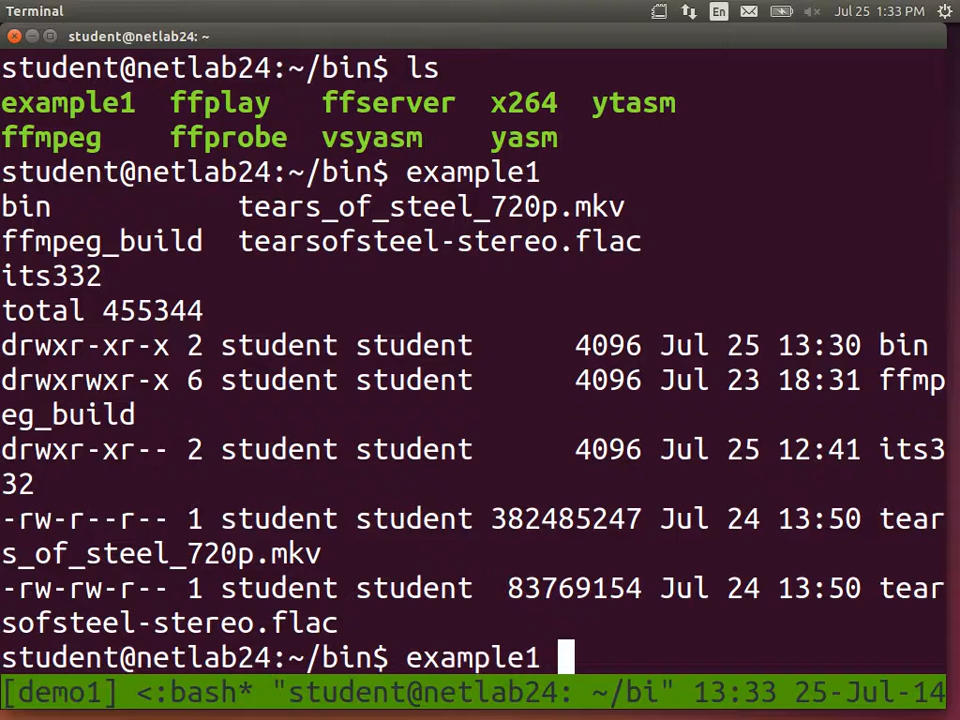 Terminal En Jul 25 1:33 PM
student@netlab24: ~
student@netlab24:~/bin$ ls
example1 ffplay ffserver x264 ytasm
ffmpeg ffprobe vsyasm yasm
student@netlab24:~/bin$ example1
bin tears_of_steel_720p.mkv
ffmpeg_build tearsofsteel-stereo.flac
its332
total 455344
drwxr-xr-x 2 student student 4096 Jul 25 13:30 bin
drwxrwxr-x 6 student student 4096 Jul 23 18:31 ffmp
eg_build
drwxr-xr-- 2 student student 4096 Jul 25 12:41 its3
32
-rw-r--r-- 1 student student 382485247 Jul 24 13:50 tear
s_of_steel_720p.mkv
-rw-rw-r-- 1 student student 83769154 Jul 24 13:50 tear
sofsteel-stereo.flac
student@netlab24:~/bin$ example1
[demo1] <:bash* "student@netlab24: ~/bi" 13:33 25-Jul-14